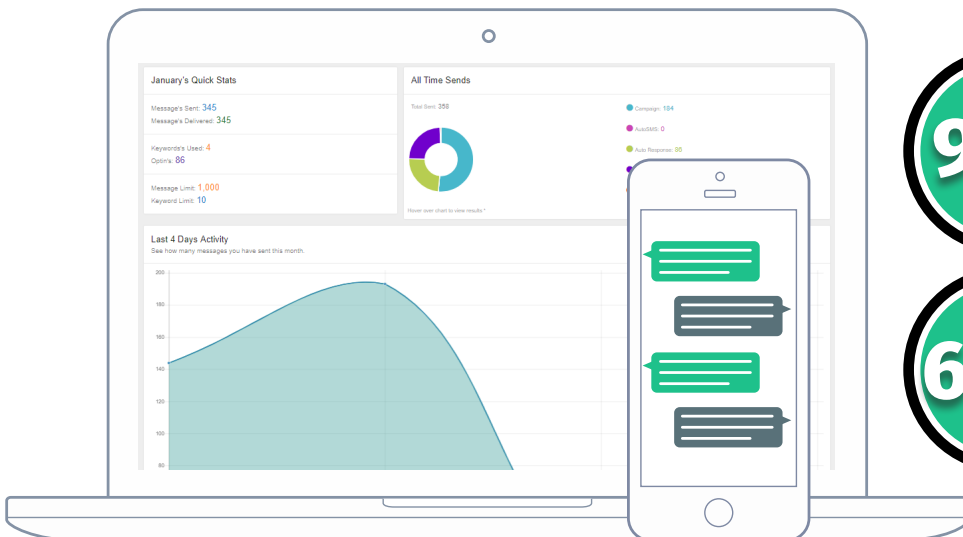 January's Quick Stats
Message's Sent: 345
Message's Delivered: 345
Keywords's Used: 4
Optin's: 86
Message Limit: 1,000
Keyword Limit: 10
All Time Sends
Total Sent: 358
Campaign: 184
AutoSMS: 0
Auto Response: 86
Hover over chart to view results *
Last 4 Days Activity
See how many messages you have sent this month.
200
180
160
140
120
100
80
9
6